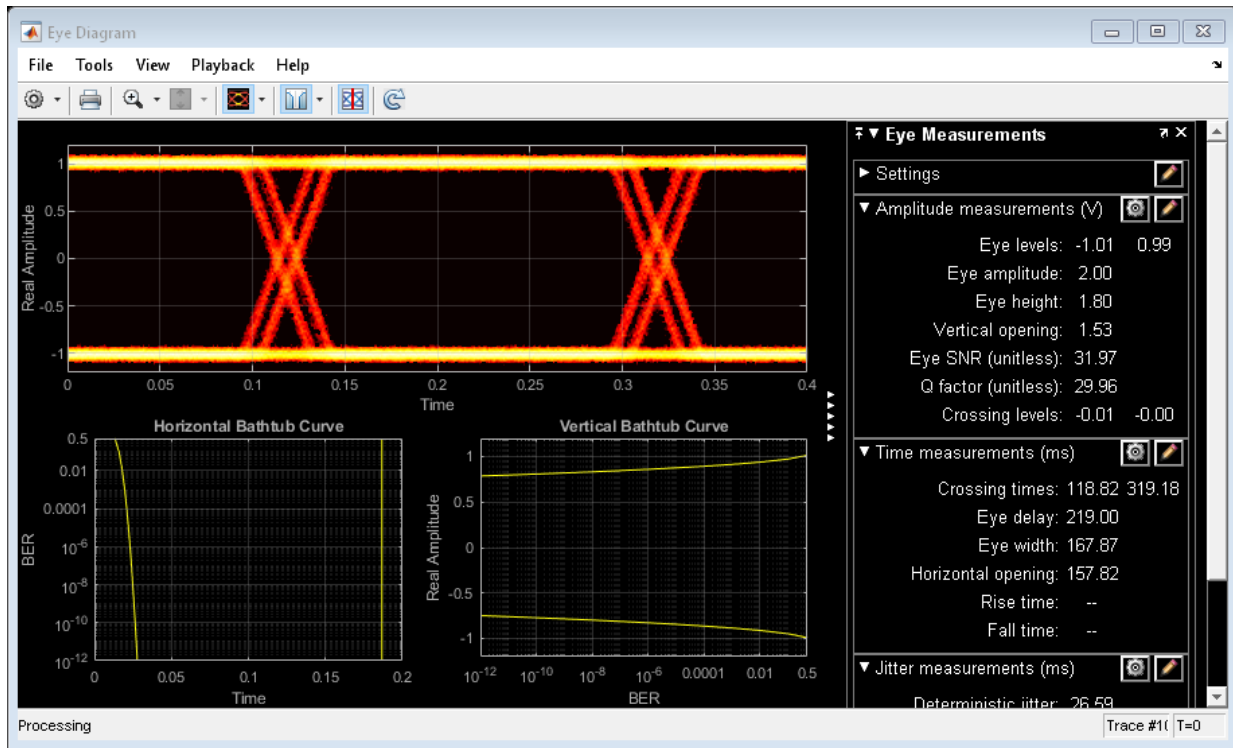 Eye Diagram
File Tools View Playback Help
Eye Measurements
Settings
Amplitude measurements (V)
Eye levels: -1.01 0.99
Eye amplitude: 2.00
Eye height: 1.80
Vertical opening: 1.53
Eye SNR (unitless): 31.97
Q factor (unitless): 29.96
Crossing levels: -0.01 -0.00
Time measurements (ms)
Crossing times: 118.82 319.18
Eye delay: 219.00
Eye width: 167.87
Horizontal opening: 157.82
Rise time: --
Fall time: --
Jitter measurements (ms)
Deterministic jitter: 26.59
Real Amplitude
1
0.5
0
-0.5
-1
0 0.05 0.1 0.15 0.2 0.25 0.3 0.35 0.4
Time
Horizontal Bathtub Curve
BER
0.5
0.01
0.0001
10^-6
10^-8
10^-10
10^-12
0 0.05 0.1 0.15 0.2
Time
Vertical Bathtub Curve
Real Amplitude
1
0.5
0
-0.5
-1
10^-12 10^-10 10^-8 10^-6 0.0001 0.01 0.5
BER
Processing
T=0